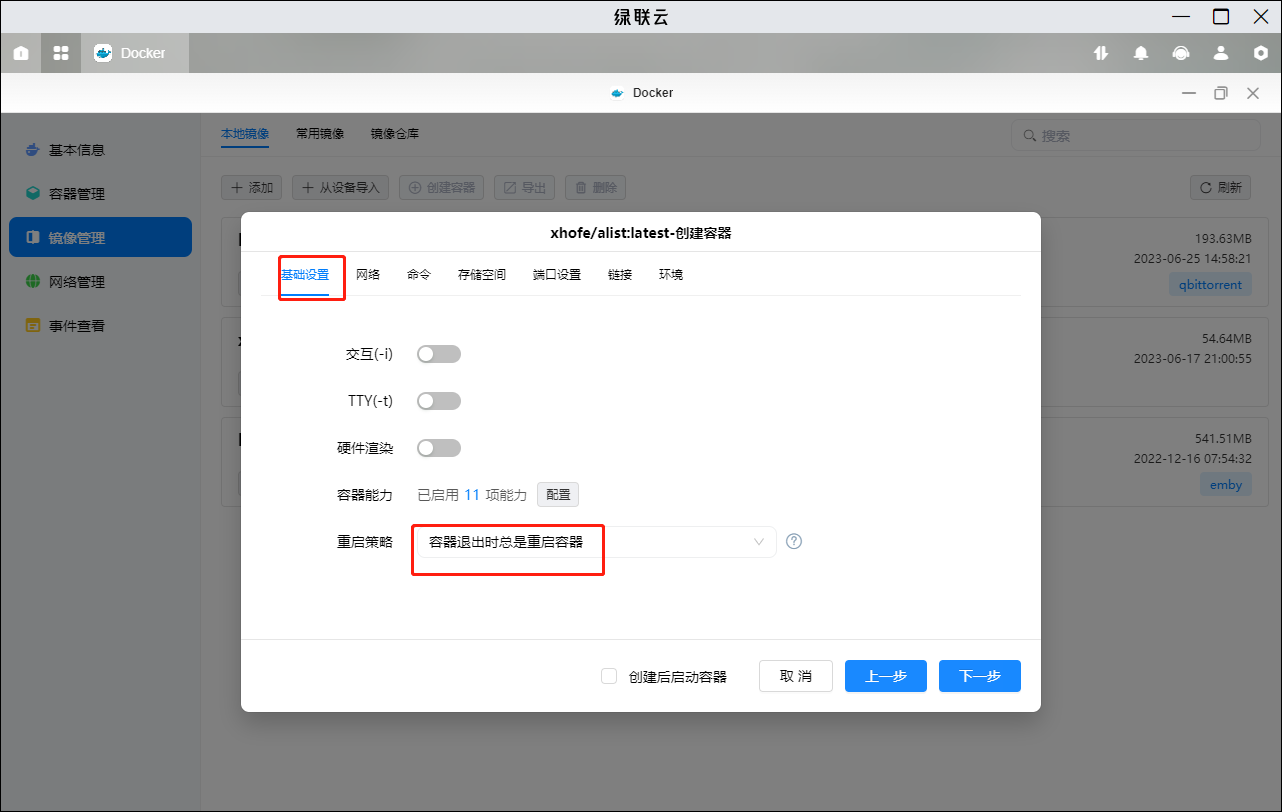 绿联云
Docker
Docker
基本信息
容器管理
镜像管理
网络管理
事件查看
本地镜像 常用镜像 镜像仓库
搜索
添加 从设备导入 创建容器 导出 删除 刷新
193.63MB
2023-06-25 14:58:21
qbittorrent
54.64MB
2023-06-17 21:00:55
541.51MB
2022-12-16 07:54:32
emby
xhofe/alist:latest-创建容器
基础设置 网络 命令 存储空间 端口设置 链接 环境
交互(-i)
TTY(-t)
硬件渲染
容器能力 已启用 11 项能力 配置
重启策略 容器退出时总是重启容器
创建后启动容器 取消 上一步 下一步